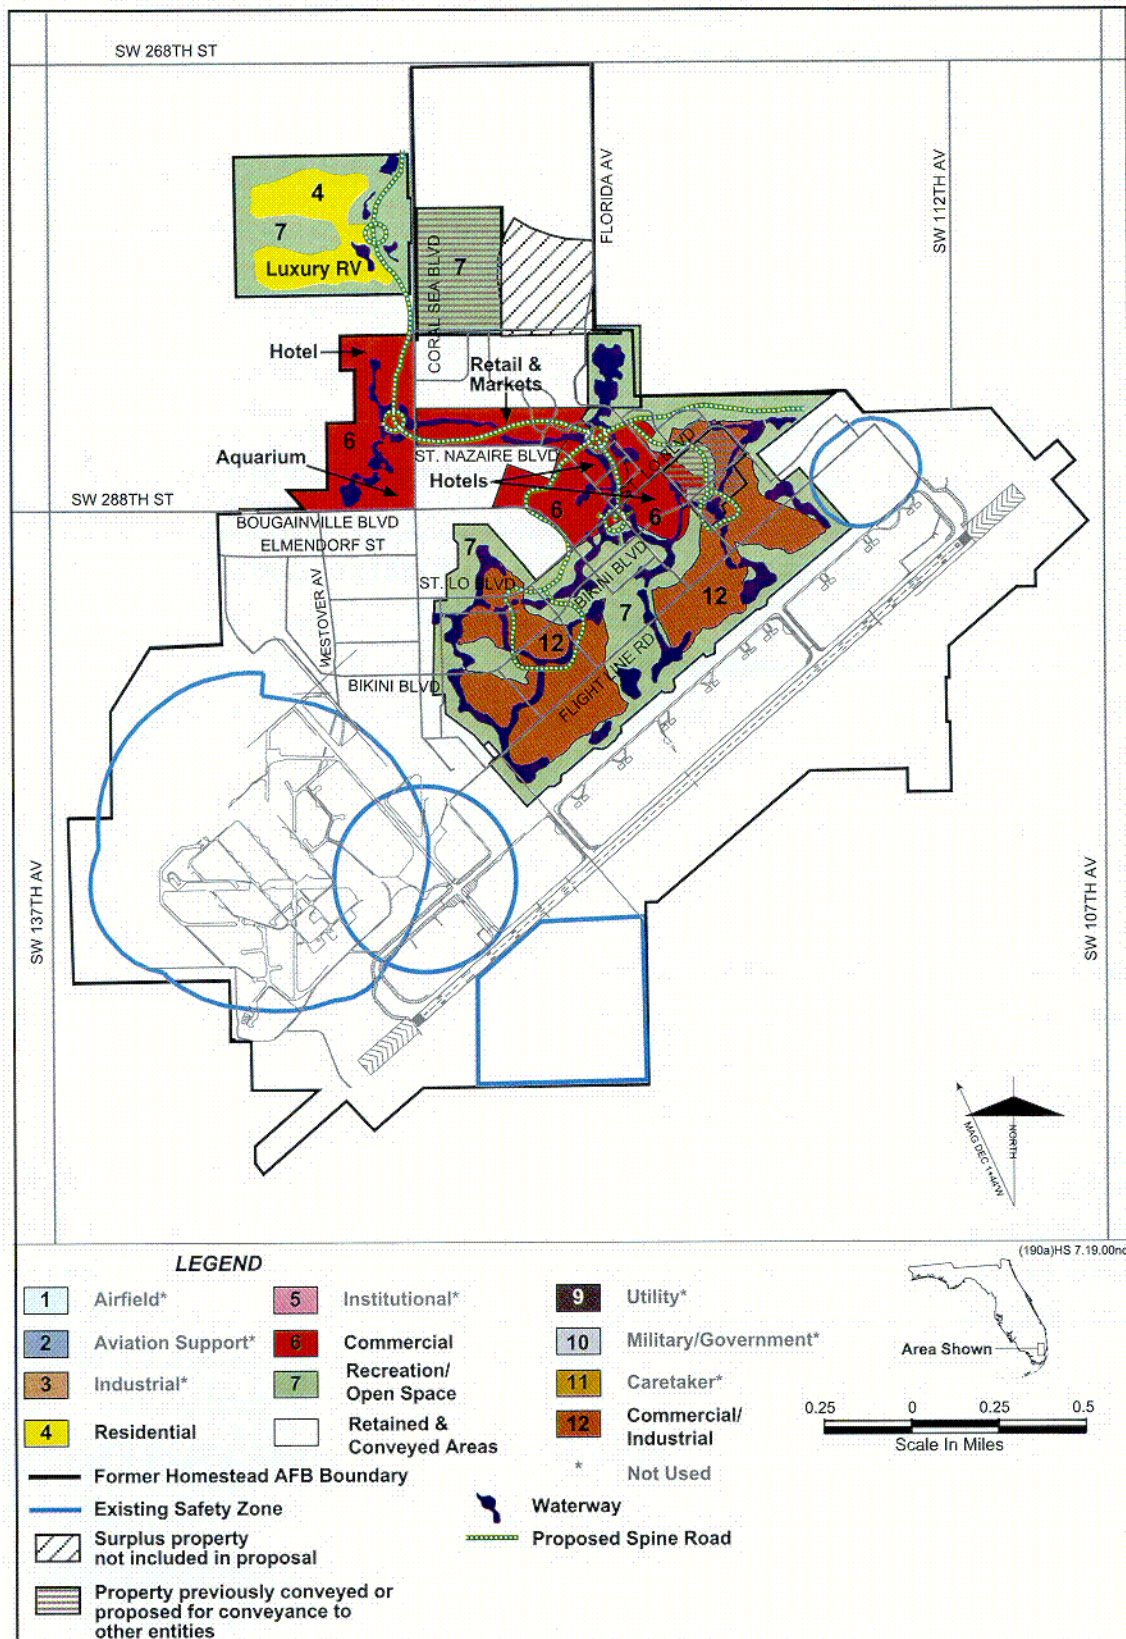 SW 268TH ST
FLORIDA AV
SW 112TH AV
4
7
Luxury RV
CORAL SEA BLVD
7
Hotel
Retail &
Markets
6
ST. NAZAIRE BLVD
Aquarium
Hotels
SW 288TH ST
6
6
BOUGAINVILLE BLVD
ELMENDORF ST
7
ST. LO BLVD
WESTOVER AV
BIKINI BLVD
7
12
12
BIKINI BLVD
FLIGHT LINE RD
SW 137TH AV
SW 107TH AV
MAG DEC 1°44'W
NORTH
(190a)HS 7.19.00nd
LEGEND
1 Airfield*
2 Aviation Support*
3 Industrial*
4 Residential
5 Institutional*
6 Commercial
7 Recreation/
Open Space
Retained &
Conveyed Areas
9 Utility*
10 Military/Government*
11 Caretaker*
12 Commercial/
Industrial
* Not Used
Area Shown
0.25 0 0.25 0.5
Scale In Miles
Former Homestead AFB Boundary
Existing Safety Zone
Surplus property
not included in proposal
Property previously conveyed or
proposed for conveyance to
other entities
Waterway
Proposed Spine Road